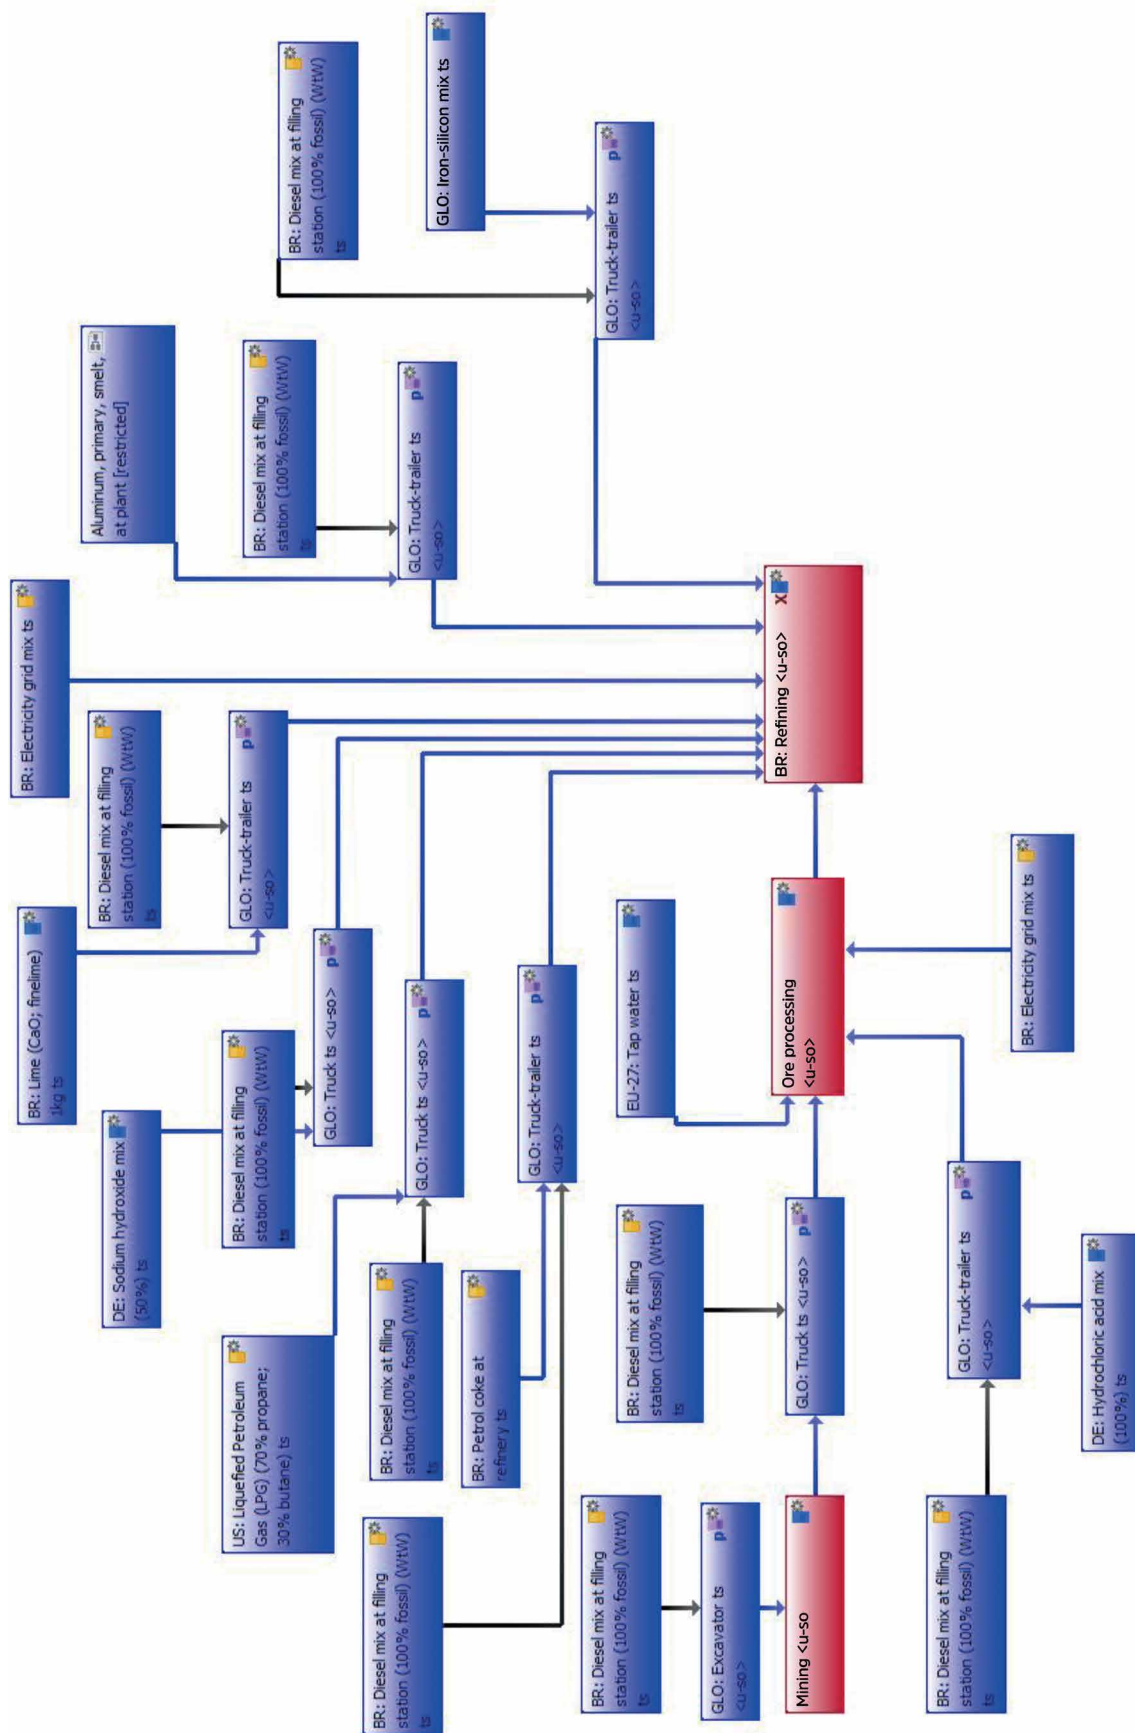 BR: Electricity grid mix ts
BR: Lime (CaO; finelime)
1kg ts
Aluminum, primary, smelt,
at plant [restricted]
BR: Diesel mix at filling
station (100% fossil) (WtW)
ts
DE: Sodium hydroxide mix
(50%) ts
US: Liquefied Petroleum
Gas (LPG) (70% propane;
30% butane) ts
BR: Diesel mix at filling
station (100% fossil) (WtW)
ts
GLO: Truck-trailer ts
<u-so>
BR: Diesel mix at filling
station (100% fossil) (WtW)
ts
BR: Diesel mix at filling
station (100% fossil) (WtW)
ts
GLO: Truck ts <u-so>
BR: Diesel mix at filling
station (100% fossil) (WtW)
ts
BR: Diesel mix at filling
station (100% fossil) (WtW)
ts
GLO: Truck ts <u-so>
GLO: Truck-trailer ts
<u-so>
GLO: Iron-silicon mix ts
BR: Petrol coke at
refinery ts
GLO: Truck-trailer ts
<u-so>
GLO: Truck-trailer ts
<u-so>
BR: Diesel mix at filling
station (100% fossil) (WtW)
ts
BR: Diesel mix at filling
station (100% fossil) (WtW)
ts
EU-27: Tap water ts
GLO: Excavator ts
<u-so>
Mining <u-so
GLO: Truck ts <u-so>
Ore processing
<u-so>
BR: Refining <u-so>
BR: Diesel mix at filling
station (100% fossil) (WtW)
ts
GLO: Truck-trailer ts
<u-so>
BR: Electricity grid mix ts
DE: Hydrochloric acid mix
(100%) ts